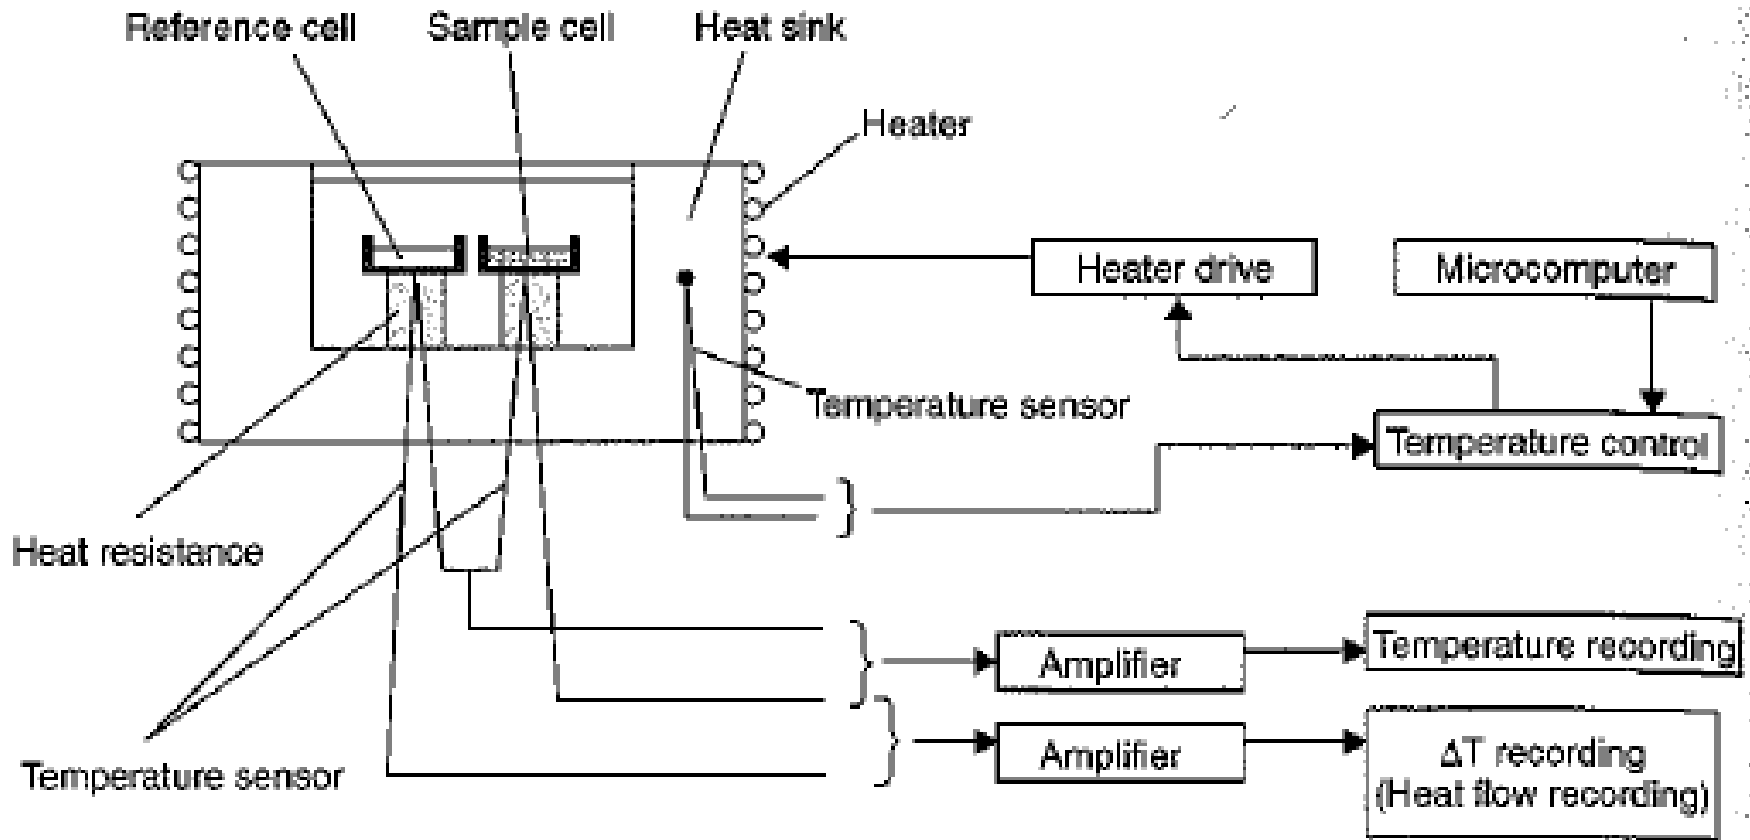 Reference cell
Sample cell
Heat sink
Heater
Heater drive
Microcomputer
Temperature sensor
Temperature control
Heat resistance
Temperature sensor
Amplifier
Temperature recording
Amplifier
ΔT recording
(Heat flow recording)